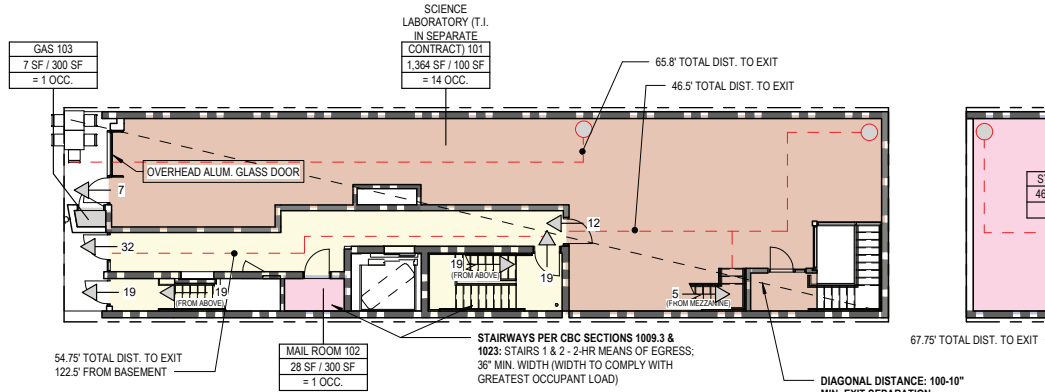 SCIENCE
LABORATORY (T.I.
IN SEPARATE
CONTRACT) 101
1,364 SF / 100 SF
= 14 OCC.
GAS 103
7 SF / 300 SF
= 1 OCC.
65.8' TOTAL DIST. TO EXIT
46.5' TOTAL DIST. TO EXIT
OVERHEAD ALUM. GLASS DOOR
7
12
32
19
(FROM ABOVE)
19
19
19
(FROM ABOVE)
5
(FROM MEZZANINE)
54.75' TOTAL DIST. TO EXIT
122.5' FROM BASEMENT
MAIL ROOM 102
28 SF / 300 SF
= 1 OCC.
STAIRWAYS PER CBC SECTIONS 1009.3 &
1023: STAIRS 1 & 2 - 2-HR MEANS OF EGRESS;
36" MIN. WIDTH (WIDTH TO COMPLY WITH
GREATEST OCCUPANT LOAD)
DIAGONAL DISTANCE: 100-10"
MIN. EXIT SEPARATION
67.75' TOTAL DIST. TO EXIT
46